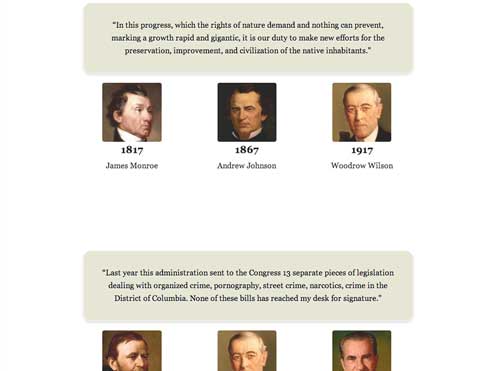 "In this progress, which the rights of nature demand and nothing can prevent,
marking a growth rapid and gigantic, it is our duty to make new efforts for the
preservation, improvement, and civilization of the native inhabitants."
1817 1867 1917
James Monroe Andrew Johnson Woodrow Wilson
"Last year this administration sent to the Congress 13 separate pieces of legislation
dealing with organized crime, pornography, street crime, narcotics, crime in the
District of Columbia. None of these bills has reached my desk for signature."